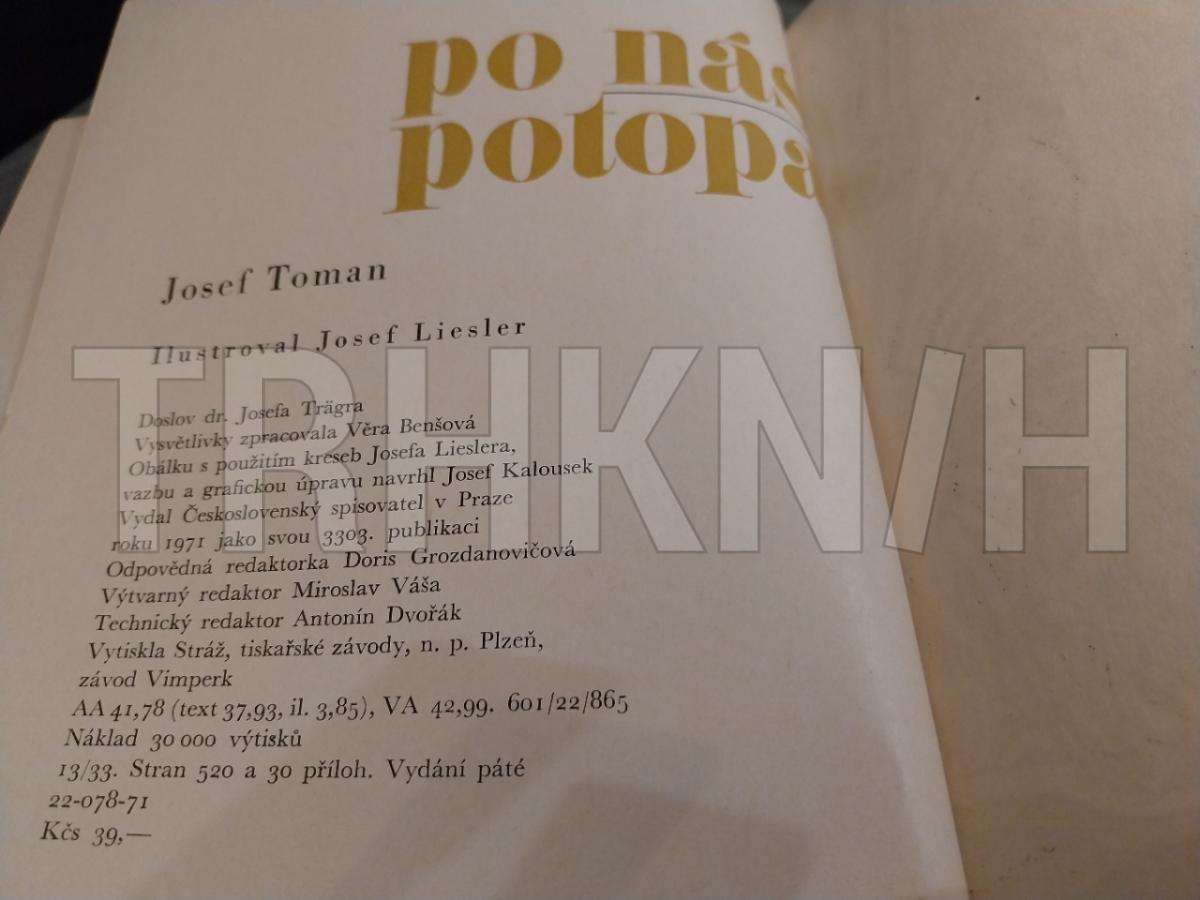 po nás
potopa
Josef Toman
Ilustroval Josef Liesler
Doslov dr. Josefa Trägra
Vysvětlivky zpracovala Věra Benšová
Obálku s použitím kreseb Josefa Lieslera,
vazbu a grafickou úpravu navrhl Josef Kalousek
Vydal Československý spisovatel v Praze
roku 1971 jako svou 3303. publikaci
Odpovědná redaktorka Doris Grozdanovičová
Výtvarný redaktor Miroslav Váša
Technický redaktor Antonín Dvořák
Vytiskla Stráž, tiskařské závody, n. p. Plzeň,
závod Vimperk
AA 41,78 (text 37,93, il. 3,85), VA 42,99. 601/22/865
Náklad 30 000 výtisků
13/33. Stran 520 a 30 příloh. Vydání páté
22-078-71
Kčs 39,—
TRHKN/H